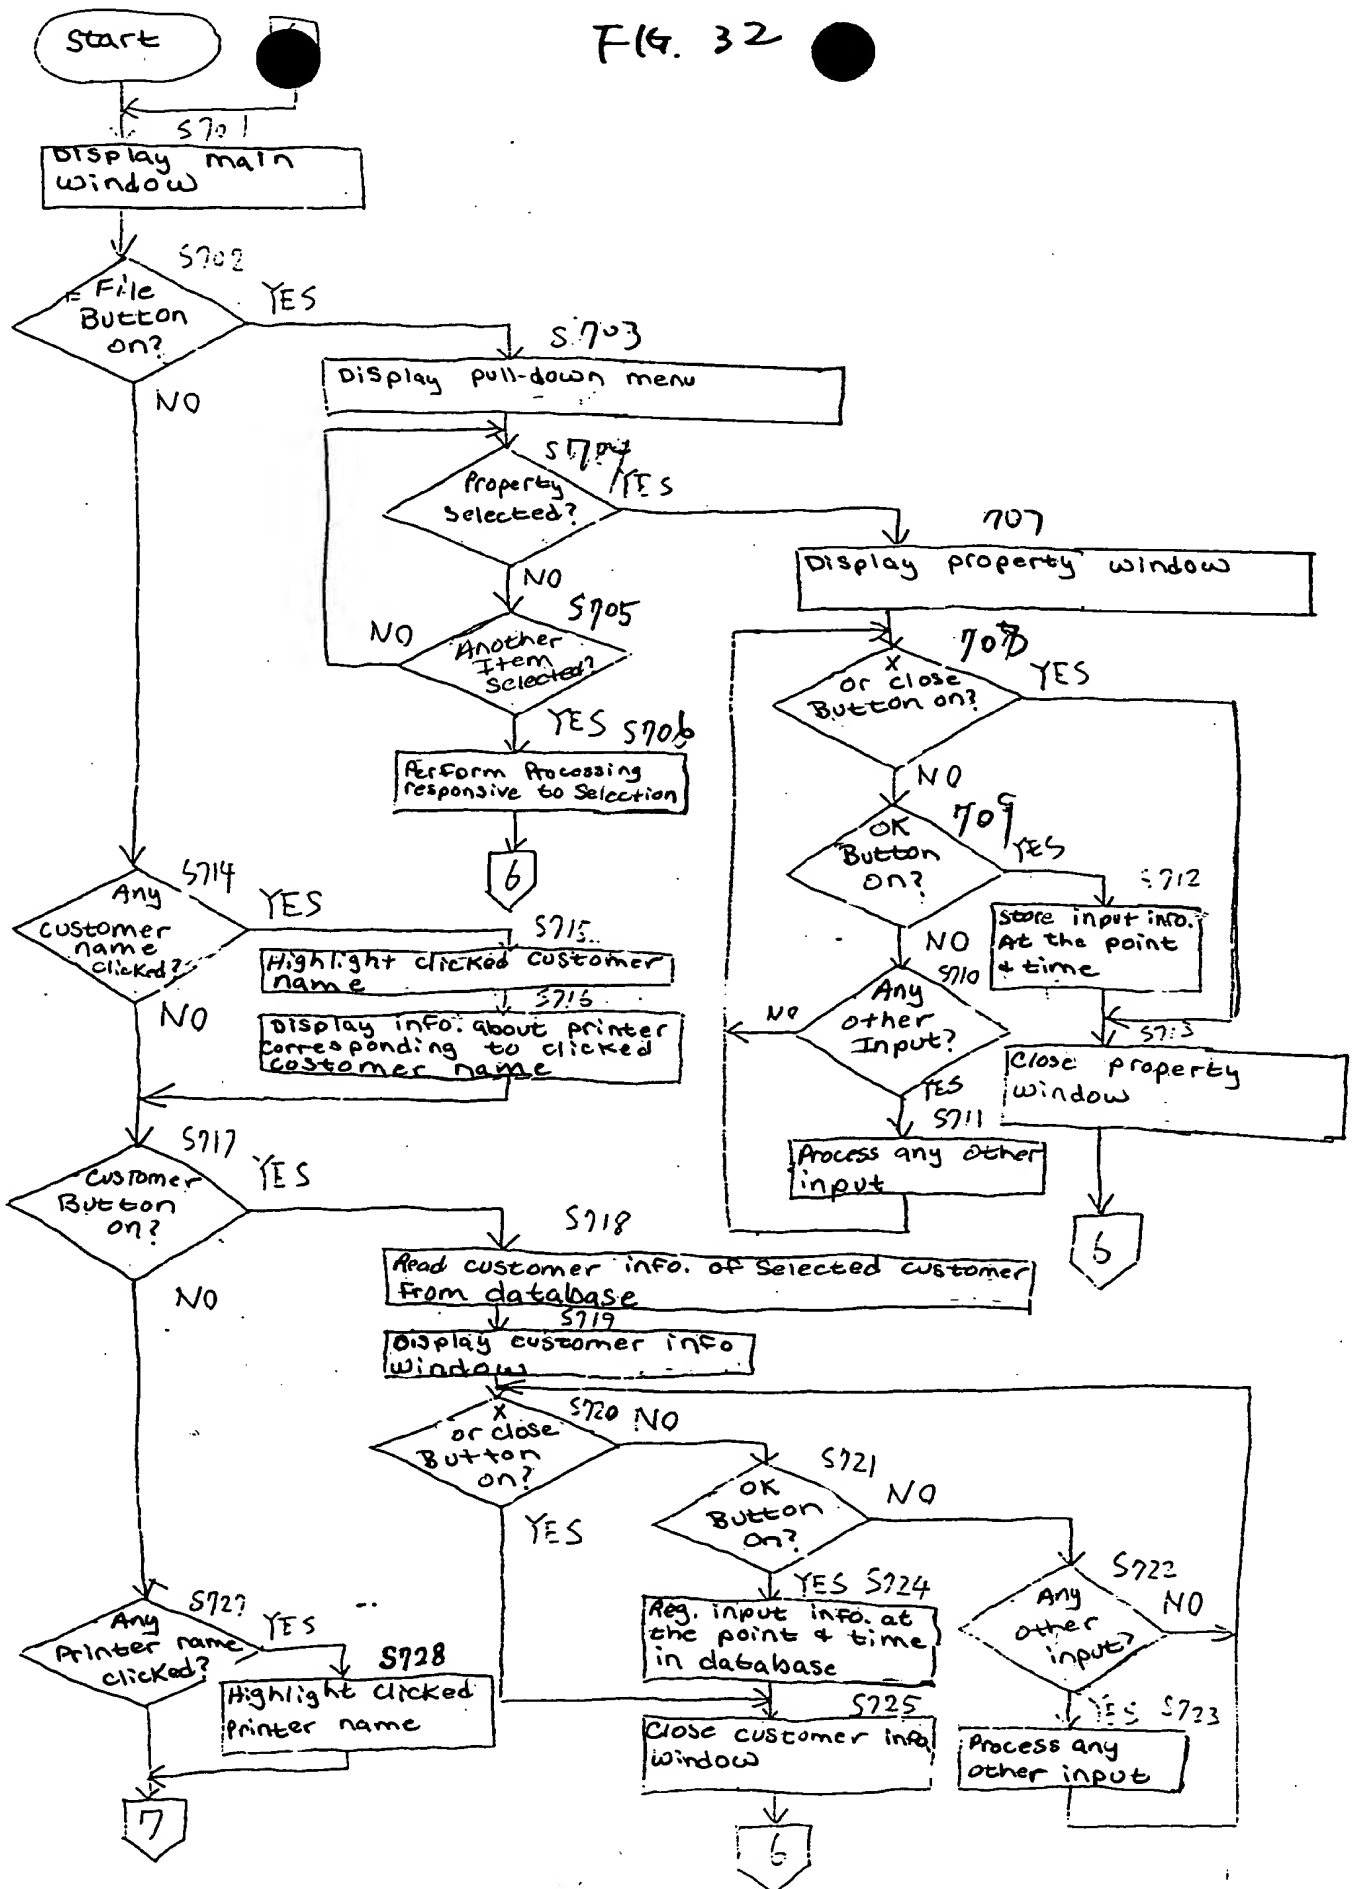 Start
FIG. 32
S701
Display main
window
S702
File
Button
on?
YES
NO
S703
Display pull-down menu
S704
Property
Selected?
YES
NO
707
Display property window
S705
Another
Item
Selected?
NO
YES
S706
Perform Processing
responsive to Selection
6
708
X
or close
Button on?
YES
NO
709
OK
Button
on?
YES
NO
S712
Store input info.
At the point
& time
S710
Any
other
Input?
NO
YES
S713
Close property
window
6
S711
Process any other
input
S714
Any
customer
name
clicked?
YES
NO
S715
Highlight clicked customer
name
S716
Display info. about printer
corresponding to clicked
costomer name
S717
Customer
Button
on?
YES
NO
S718
Read customer info. of Selected customer
From database
S719
Display customer info
window
S720
X
or close
Button
on?
NO
YES
S721
OK
Button
on?
NO
YES
S724
Reg. input info. at
the point & time
in database
S722
Any
other
input?
NO
YES
S723
Process any
other input
S725
Close customer info
window
6
S727
Any
Printer name
clicked?
YES
S728
Highlight clicked
Printer name
7